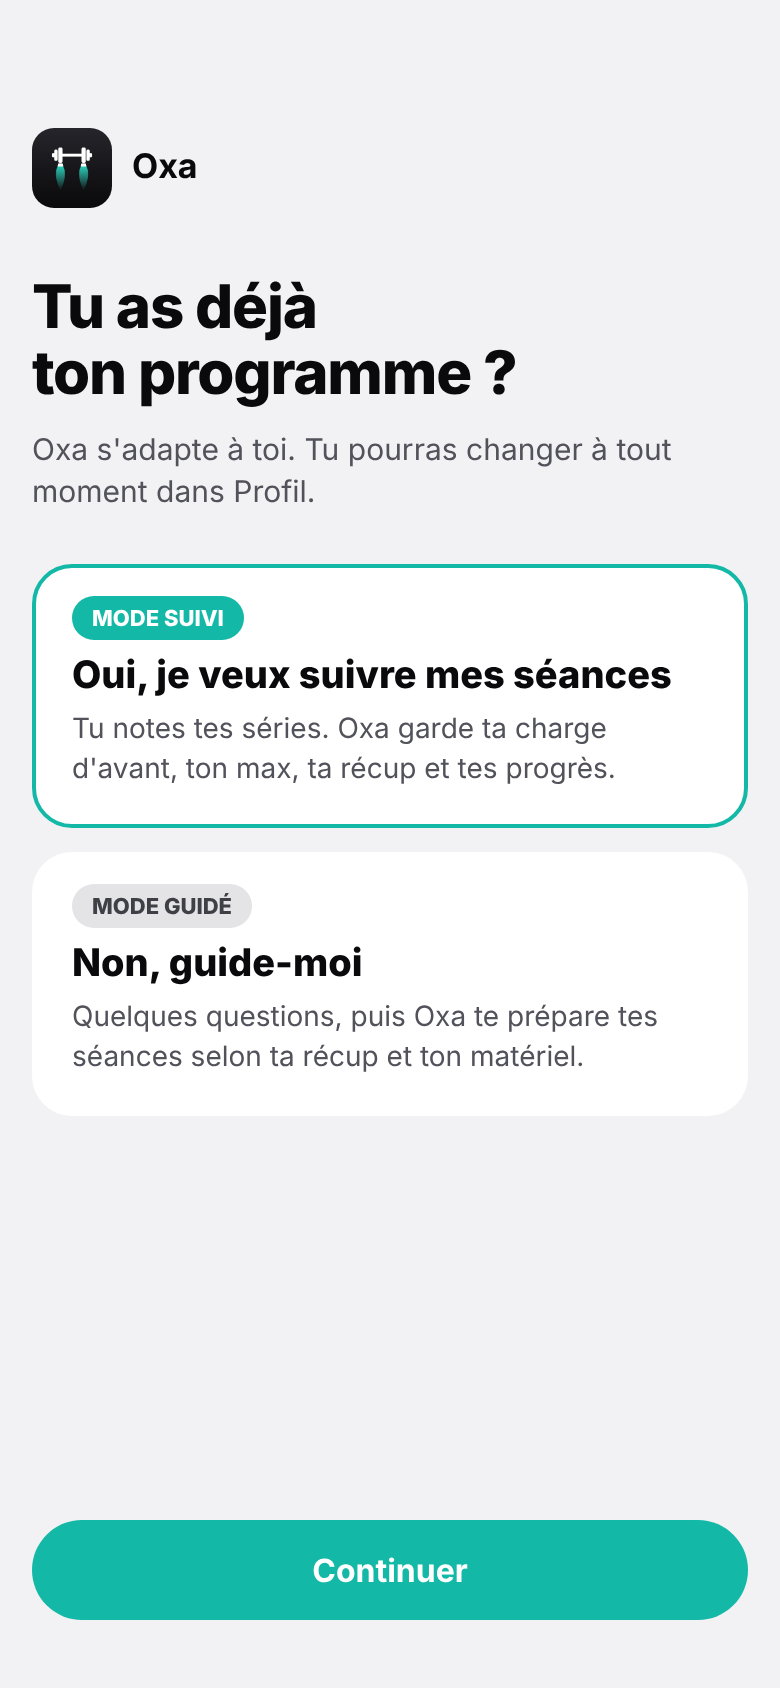 Oxa
Tu as déjà
ton programme ?
Oxa s'adapte à toi. Tu pourras changer à tout
moment dans Profil.
MODE SUIVI
Oui, je veux suivre mes séances
Tu notes tes séries. Oxa garde ta charge
d'avant, ton max, ta récup et tes progrès.
MODE GUIDÉ
Non, guide-moi
Quelques questions, puis Oxa te prépare tes
séances selon ta récup et ton matériel.
Continuer